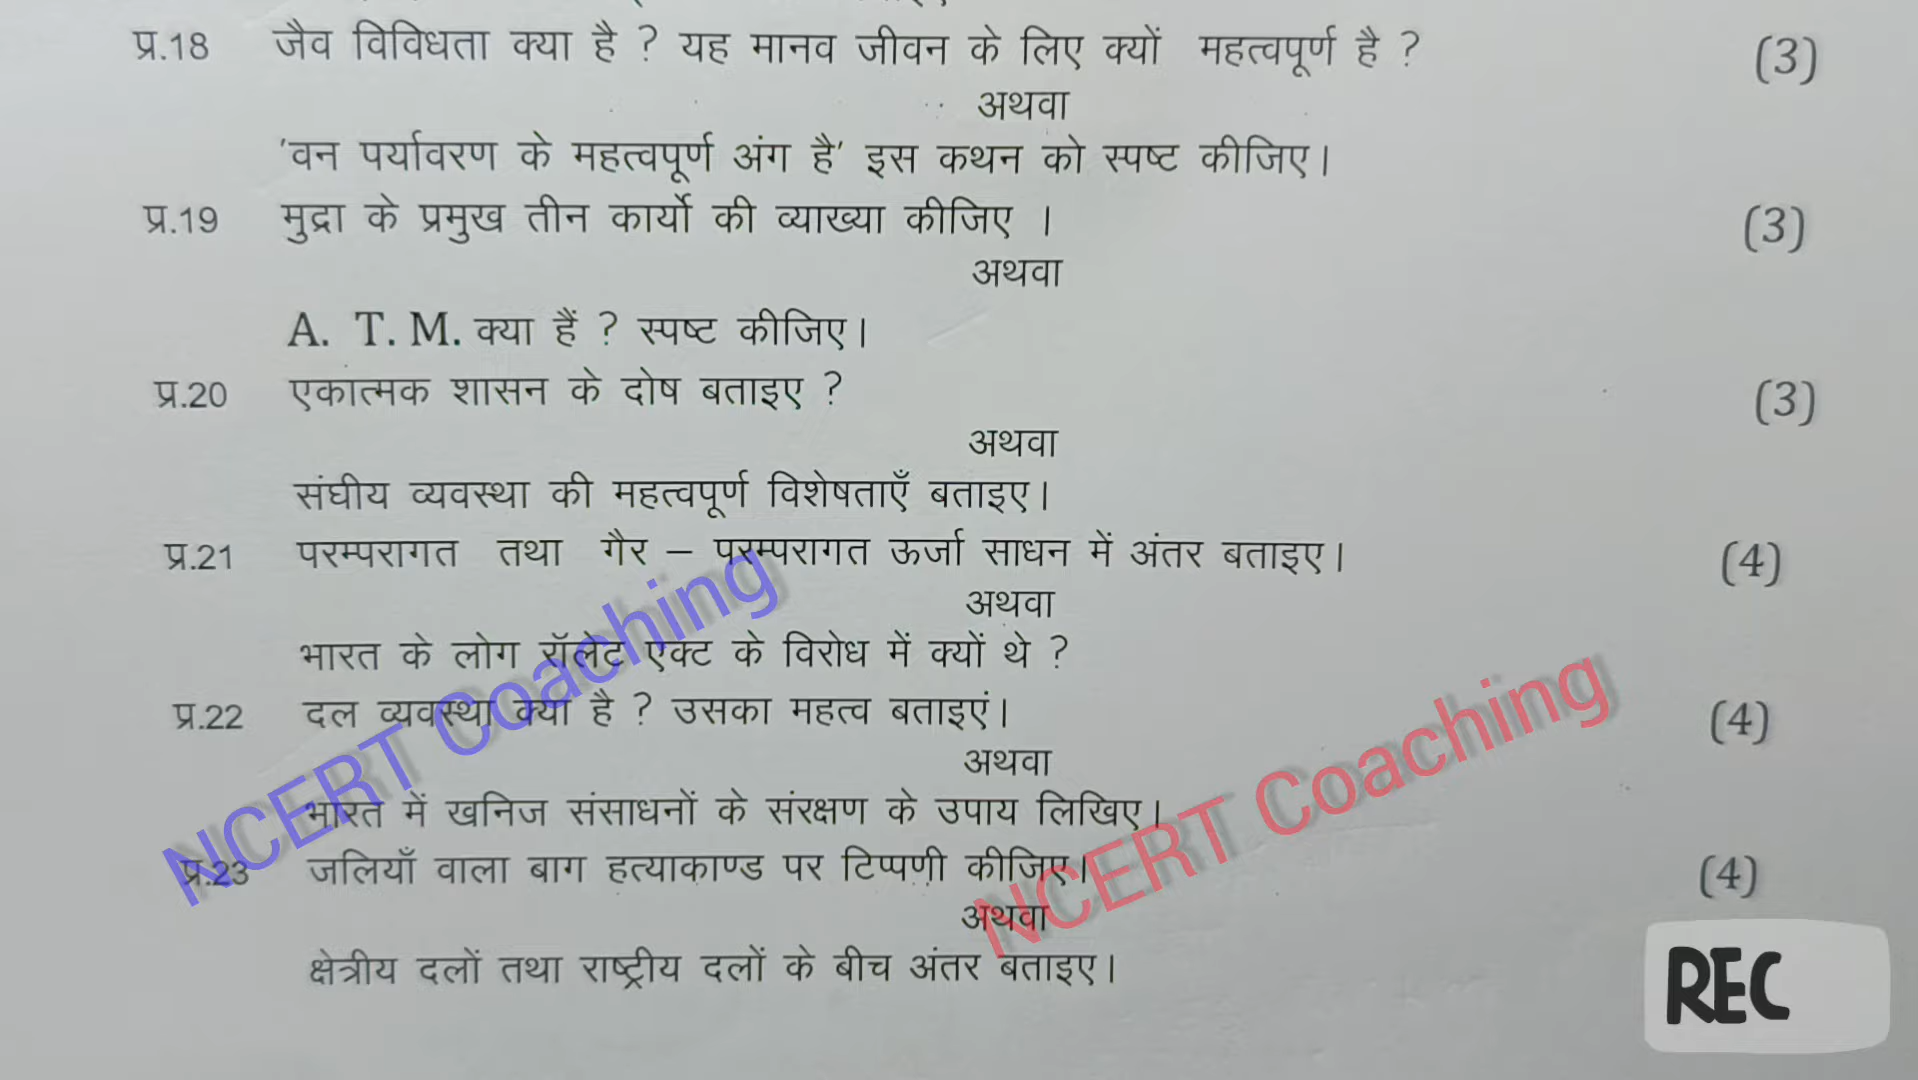 प्र.18 जैव विविधता क्या है ? यह मानव जीवन के लिए क्यों महत्वपूर्ण है ? (3)
अथवा
'वन पर्यावरण के महत्वपूर्ण अंग है' इस कथन को स्पष्ट कीजिए।
प्र.19 मुद्रा के प्रमुख तीन कार्यो की व्याख्या कीजिए । (3)
अथवा
A. T. M. क्या हैं ? स्पष्ट कीजिए।
प्र.20 एकात्मक शासन के दोष बताइए ? (3)
अथवा
संघीय व्यवस्था की महत्वपूर्ण विशेषताएँ बताइए।
प्र.21 परम्परागत तथा गैर – परम्परागत ऊर्जा साधन में अंतर बताइए। (4)
अथवा
भारत के लोग रॉलेट एक्ट के विरोध में क्यों थे ?
प्र.22 दल व्यवस्था क्या है ? उसका महत्व बताइएं। (4)
अथवा
भारत में खनिज संसाधनों के संरक्षण के उपाय लिखिए।
प्र.23 जलियाँ वाला बाग हत्याकाण्ड पर टिप्पणी कीजिए। (4)
अथवा
क्षेत्रीय दलों तथा राष्ट्रीय दलों के बीच अंतर बताइए।
NCERT Coaching
NCERT Coaching
REC